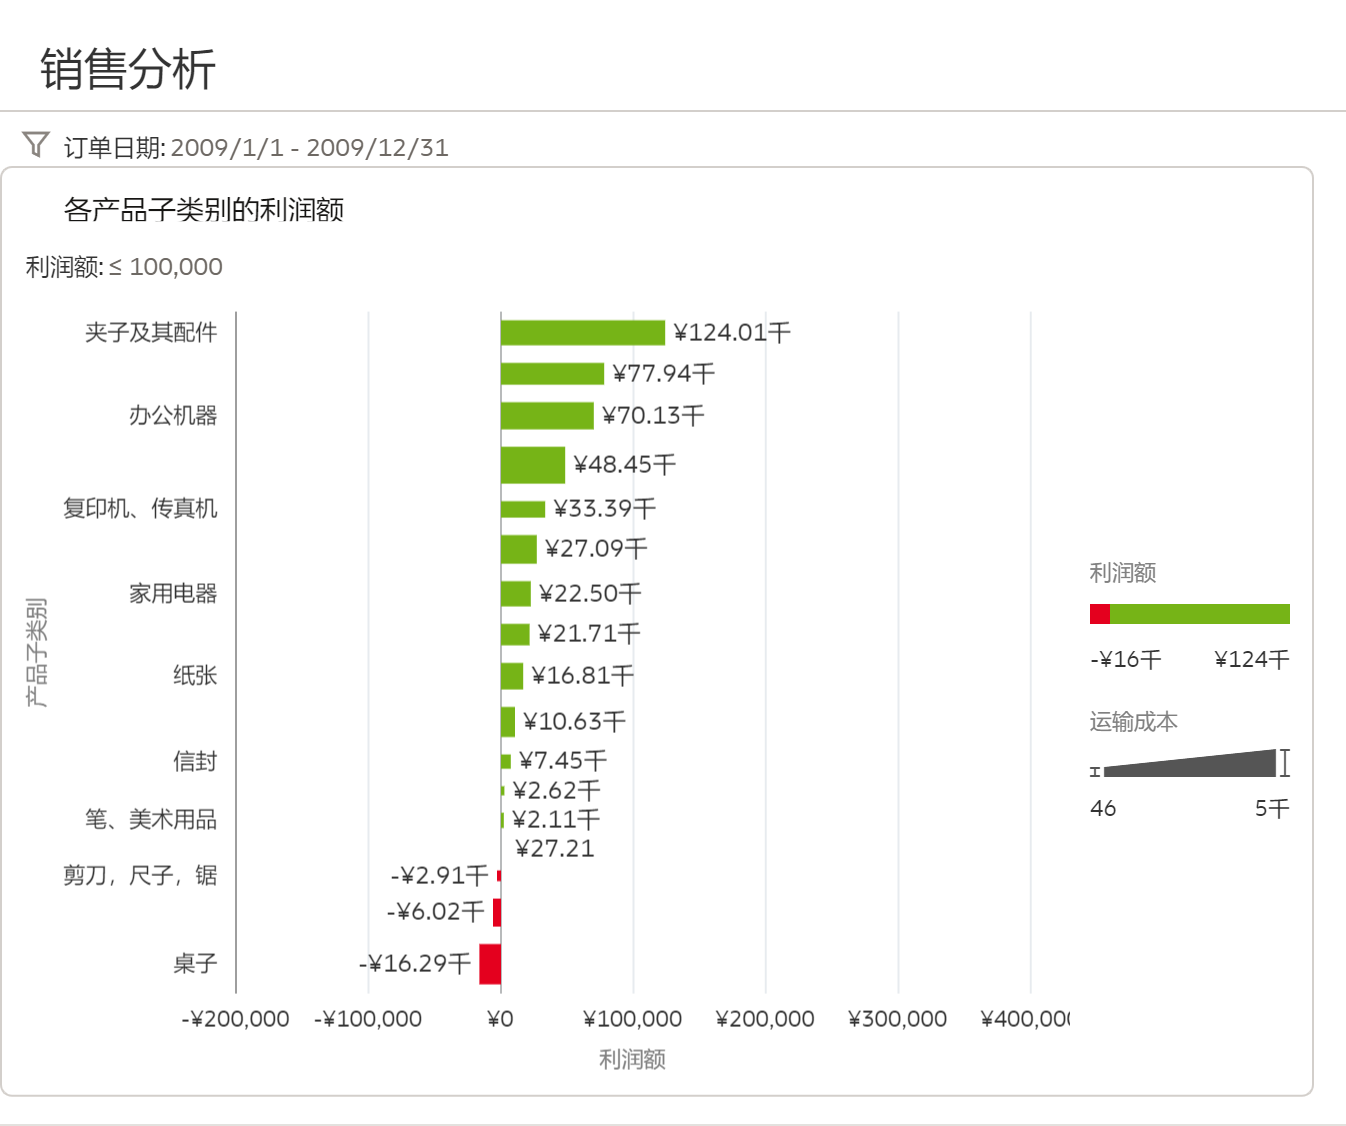 销售分析
订单日期: 2009/1/1 - 2009/12/31
各产品子类别的利润额
利润额: ≤ 100,000
夹子及其配件 ¥124.01千
¥77.94千
办公机器 ¥70.13千
¥48.45千
复印机、传真机 ¥33.39千
¥27.09千
家用电器 ¥22.50千
¥21.71千
纸张 ¥16.81千
¥10.63千
信封 ¥7.45千
¥2.62千
笔、美术用品 ¥2.11千
¥27.21
剪刀，尺子，锯 -¥2.91千
-¥6.02千
桌子 -¥16.29千
产品子类别
-¥200,000 -¥100,000 ¥0 ¥100,000 ¥200,000 ¥300,000 ¥400,00
利润额
利润额
-¥16千 ¥124千
运输成本
46 5千